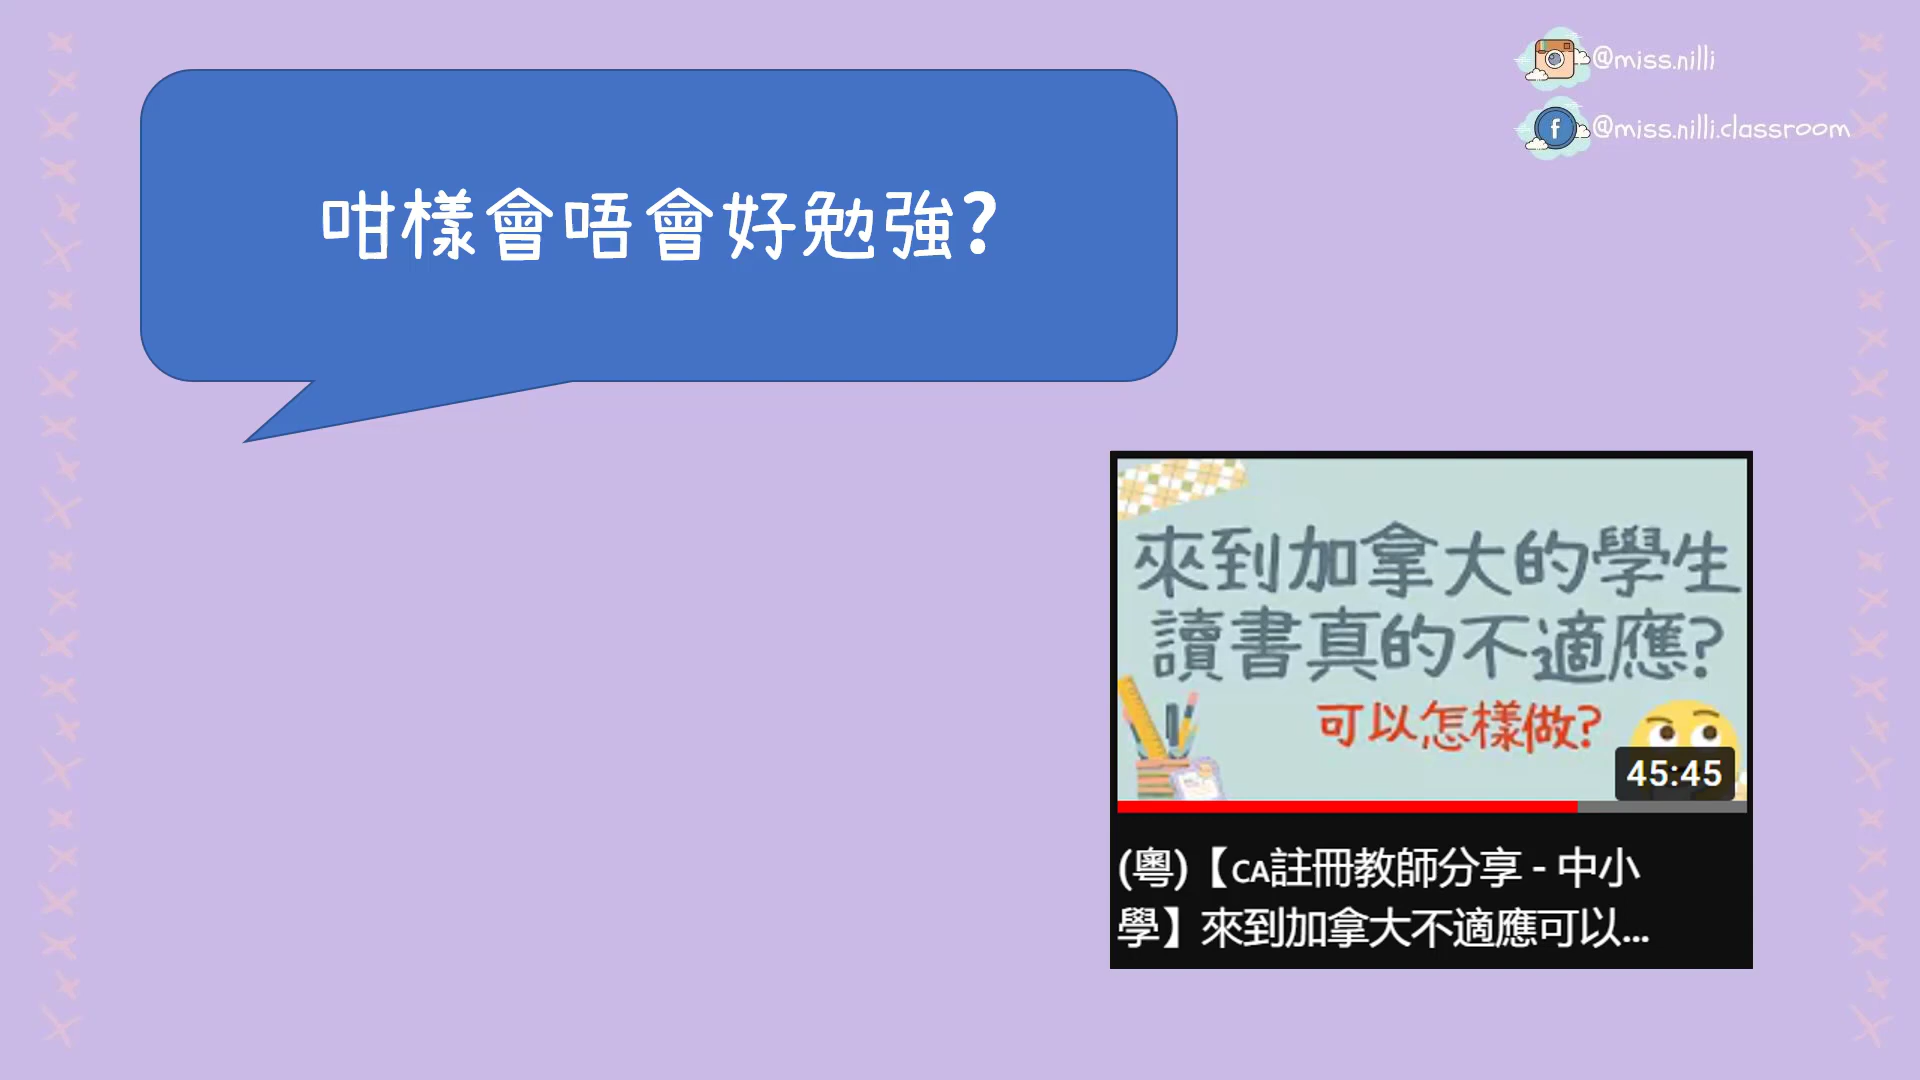 @miss.nilli
@miss.nilli.classroom
咁樣會唔會好勉強?
來到加拿大的學生
讀書真的不適應?
可以怎樣做?
45:45
(粵)【CA註冊教師分享 - 中小
學】來到加拿大不適應可以...